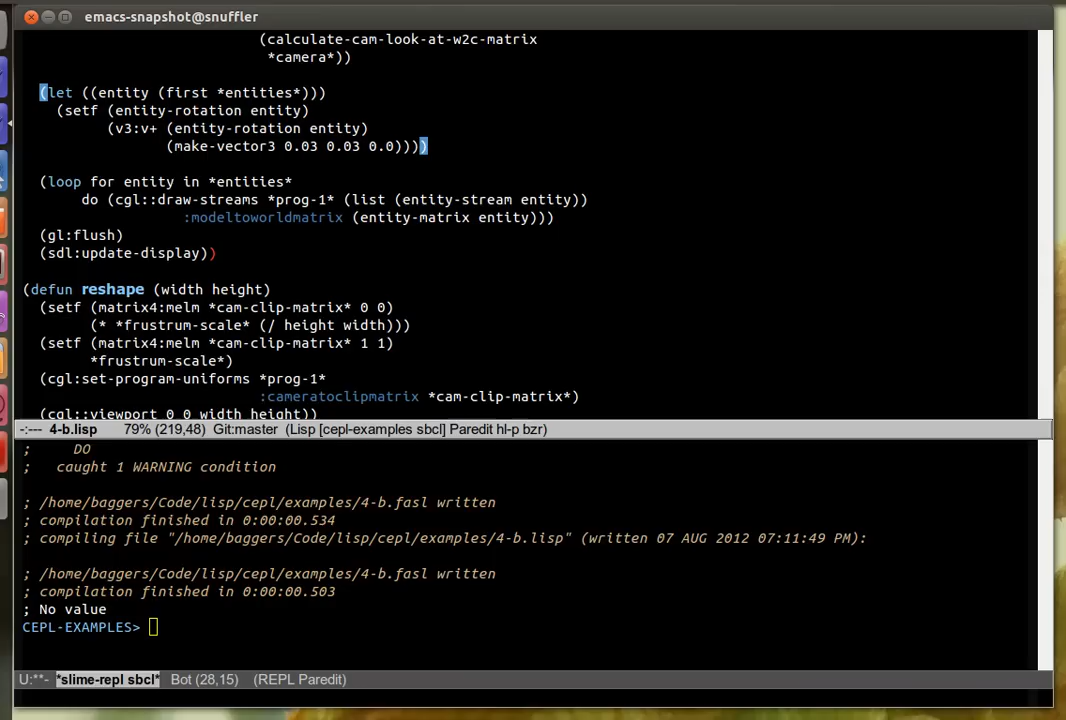 emacs-snapshot@snuffler
(calculate-cam-look-at-w2c-matrix
*camera*))
(let ((entity (first *entities*)))
(setf (entity-rotation entity)
(v3:v+ (entity-rotation entity)
(make-vector3 0.03 0.03 0.0))))
(loop for entity in *entities*
do (cgl::draw-streams *prog-1* (list (entity-stream entity))
:modeltoworldmatrix (entity-matrix entity)))
(gl:flush)
(sdl:update-display))
(defun reshape (width height)
(setf (matrix4:melm *cam-clip-matrix* 0 0)
(* *frustrum-scale* (/ height width)))
(setf (matrix4:melm *cam-clip-matrix* 1 1)
*frustrum-scale*)
(cgl:set-program-uniforms *prog-1*
:cameratoclipmatrix *cam-clip-matrix*)
(cgl::viewport 0 0 width height))
-:--- 4-b.lisp 79% (219,48) Git:master (Lisp [cepl-examples sbcl] Paredit hl-p bzr)
; DO
; caught 1 WARNING condition
; /home/baggers/Code/lisp/cepl/examples/4-b.fasl written
; compilation finished in 0:00:00.534
; compiling file "/home/baggers/Code/lisp/cepl/examples/4-b.lisp" (written 07 AUG 2012 07:11:49 PM):
; /home/baggers/Code/lisp/cepl/examples/4-b.fasl written
; compilation finished in 0:00:00.503
; No value
CEPL-EXAMPLES>
U:**- *slime-repl sbcl* Bot (28,15) (REPL Paredit)